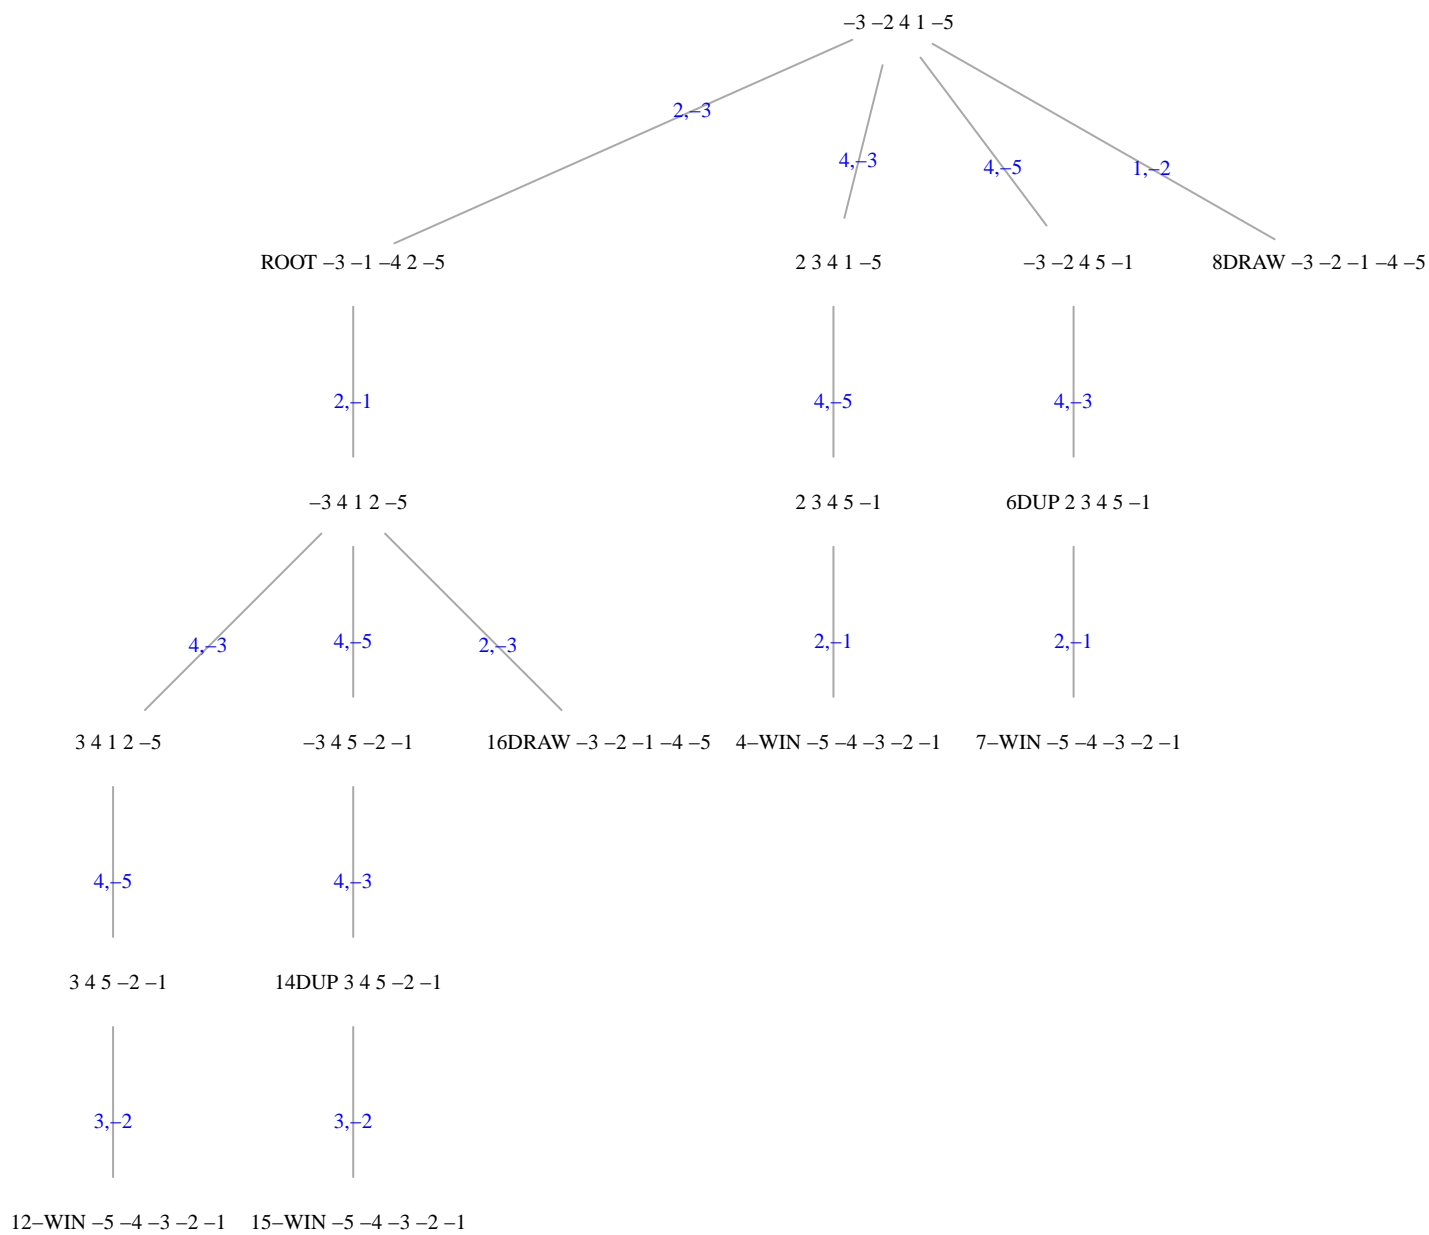 –3 –2 4 1 –5
2,–3
4,–3
4,–5
1,–2
ROOT –3 –1 –4 2 –5
2 3 4 1 –5
–3 –2 4 5 –1
8DRAW –3 –2 –1 –4 –5
2,–1
4,–5
4,–3
–3 4 1 2 –5
2 3 4 5 –1
6DUP 2 3 4 5 –1
4,–3
4,–5
2,–3
2,–1
2,–1
3 4 1 2 –5
–3 4 5 –2 –1
16DRAW –3 –2 –1 –4 –5
4–WIN –5 –4 –3 –2 –1
7–WIN –5 –4 –3 –2 –1
4,–5
4,–3
3 4 5 –2 –1
14DUP 3 4 5 –2 –1
3,–2
3,–2
12–WIN –5 –4 –3 –2 –1
15–WIN –5 –4 –3 –2 –1